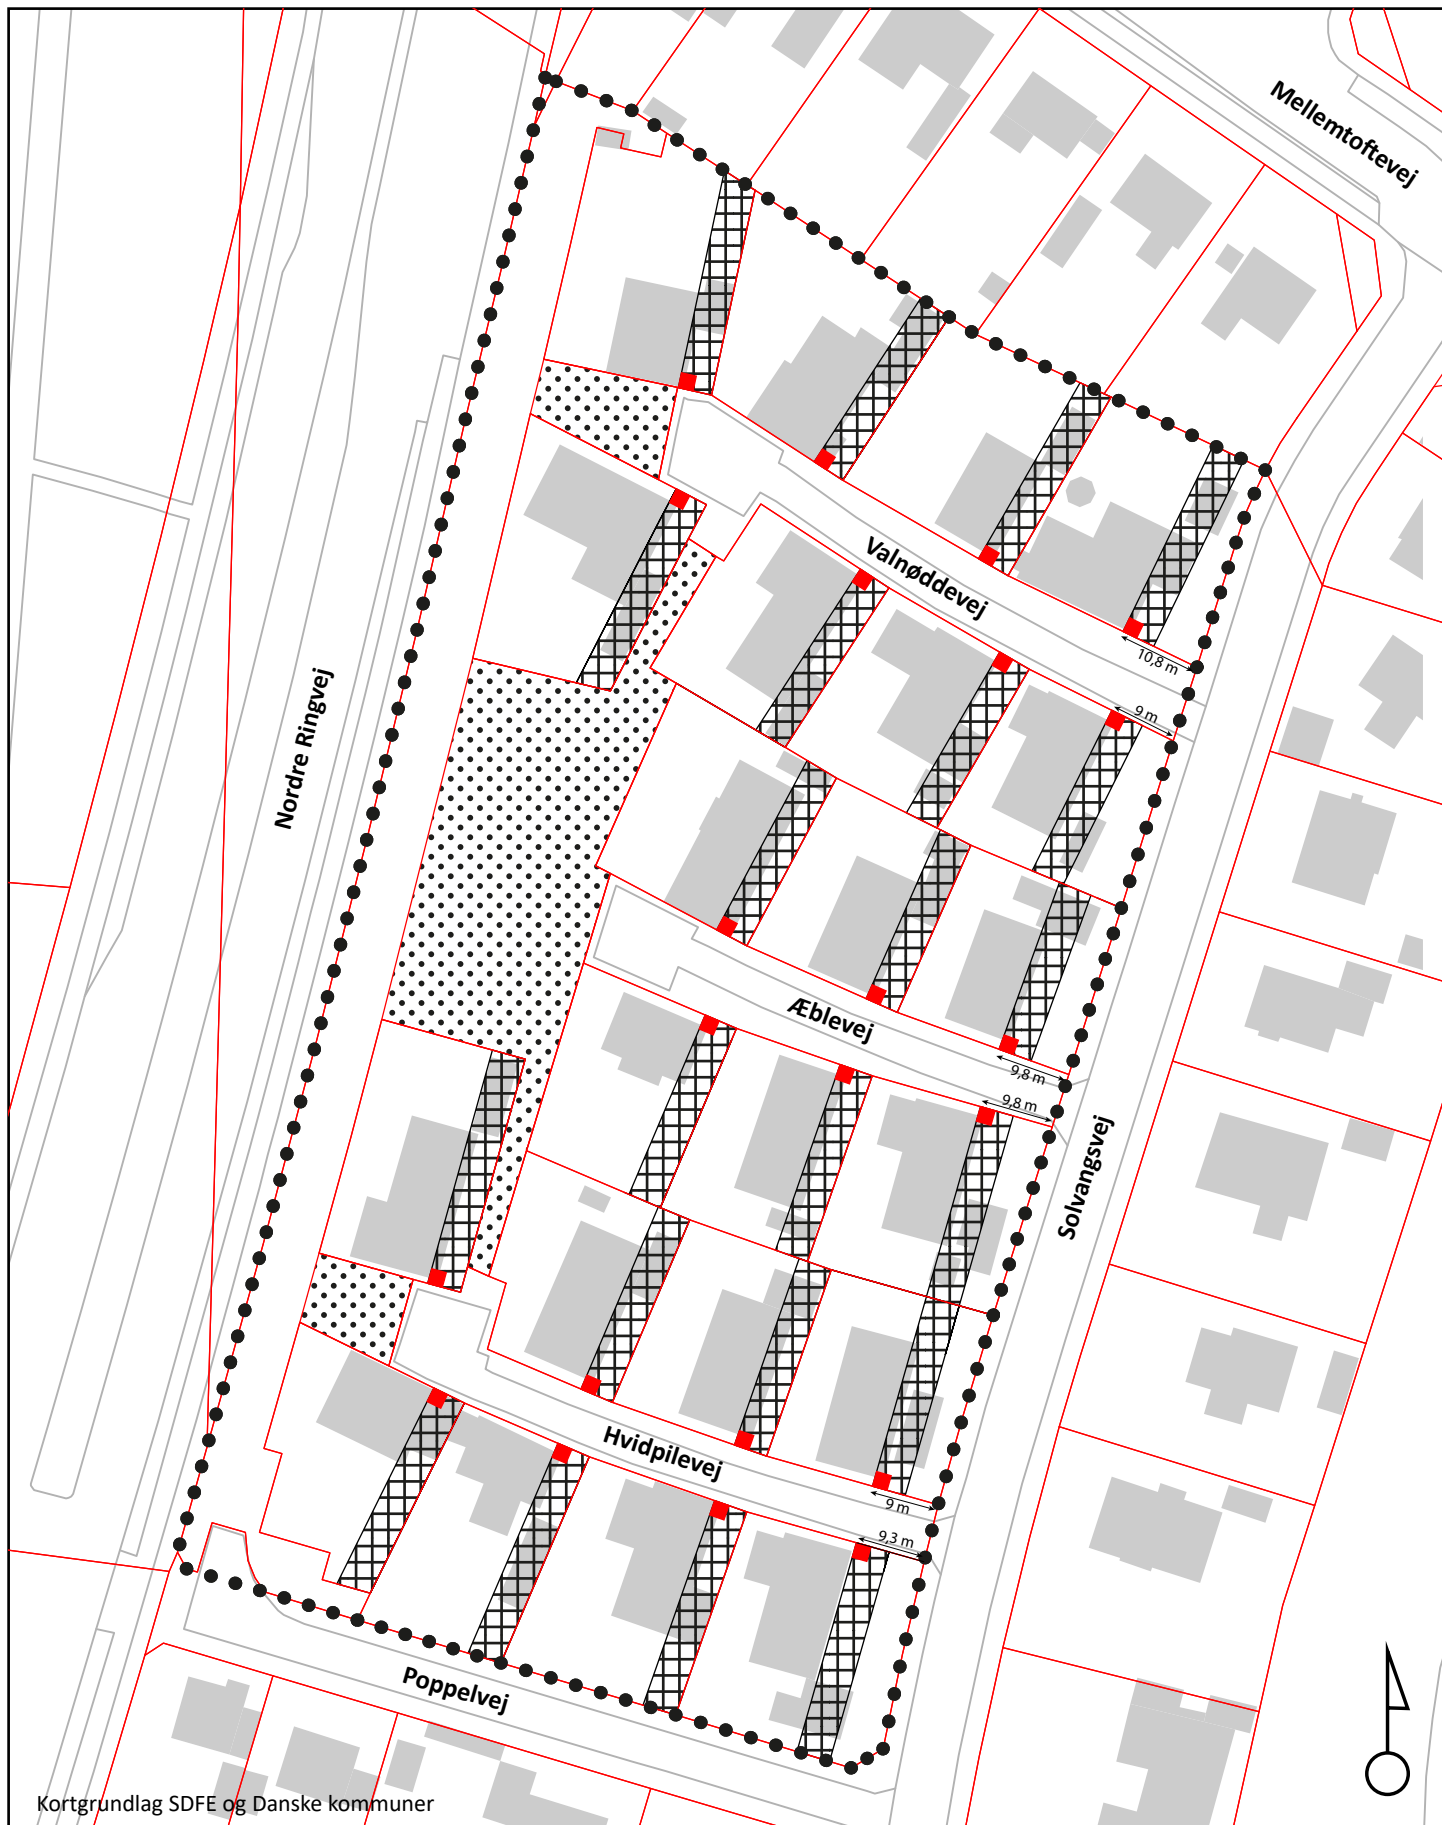 Mellemtoftevej
Valnøddevej
10,8 m
9 m
Nordre Ringvej
Æblevej
9,8 m
9,8 m
Solvangsvej
Hvidpilevej
9 m
9,3 m
Poppelvej
Kortgrundlag SDFE og Danske kommuner